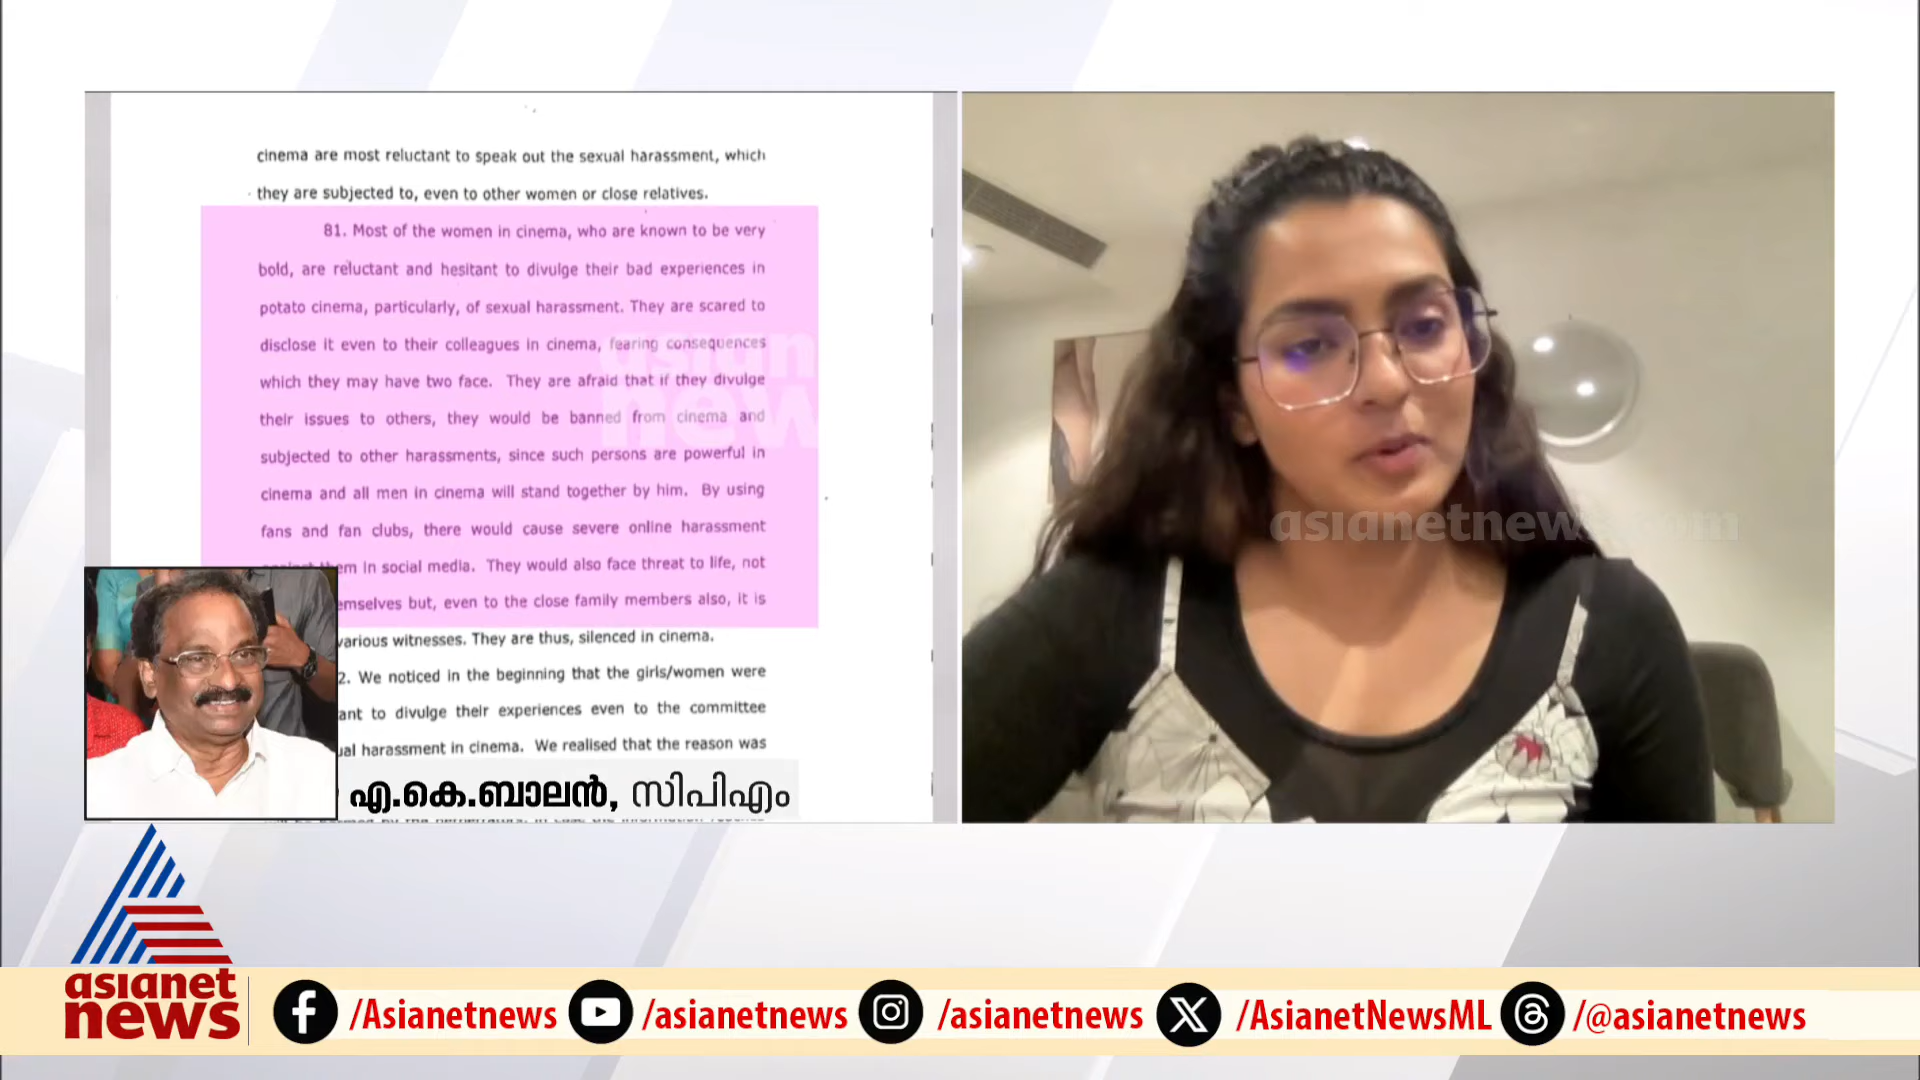 cinema are most reluctant to speak out the sexual harassment, which
they are subjected to, even to other women or close relatives.
81. Most of the women in cinema, who are known to be very
bold, are reluctant and hesitant to divulge their bad experiences in
potato cinema, particularly, of sexual harassment. They are scared to
disclose it even to their colleagues in cinema, fearing consequences
which they may have two face. They are afraid that if they divulge
their issues to others, they would be banned from cinema and
subjected to other harassments, since such persons are powerful in
cinema and all men in cinema will stand together by him. By using
fans and fan clubs, there would cause severe online harassment
them in social media. They would also face threat to life, not
emselves but, even to the close family members also, it is
various witnesses. They are thus, silenced in cinema.
2. We noticed in the beginning that the girls/women were
ant to divulge their experiences even to the committee
ual harassment in cinema. We realised that the reason was
എ.കെ.ബാലൻ, സിപിഎം
asianet
news
asianetnews.com
asianet
news
/Asianetnews
/asianetnews
/asianetnews
/AsianetNewsML
/@asianetnews